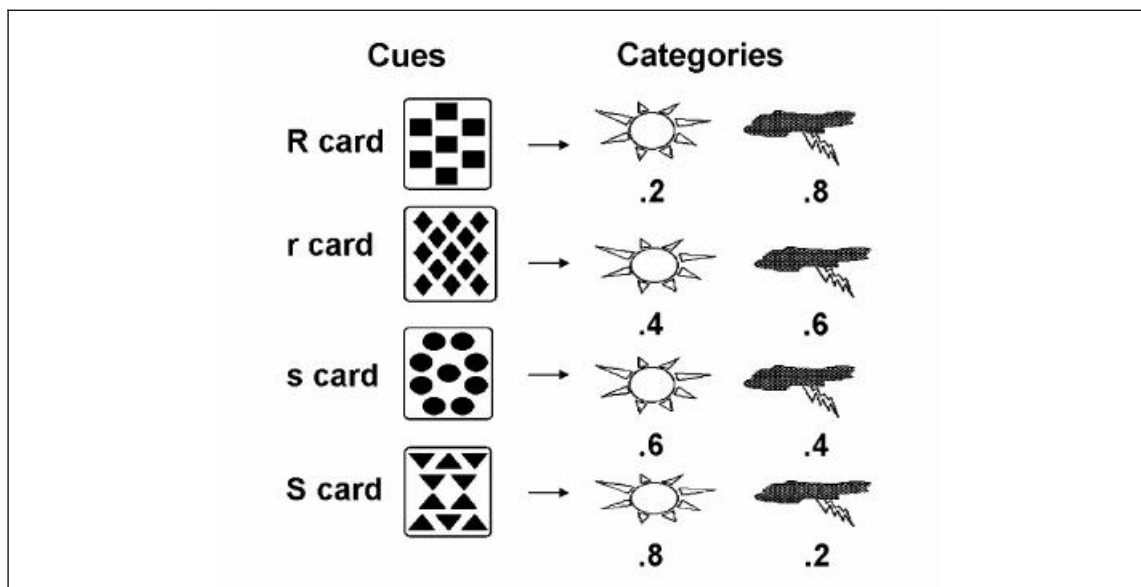 Cues Categories
R card
.2 .8
r card
.4 .6
s card
.6 .4
S card
.8 .2